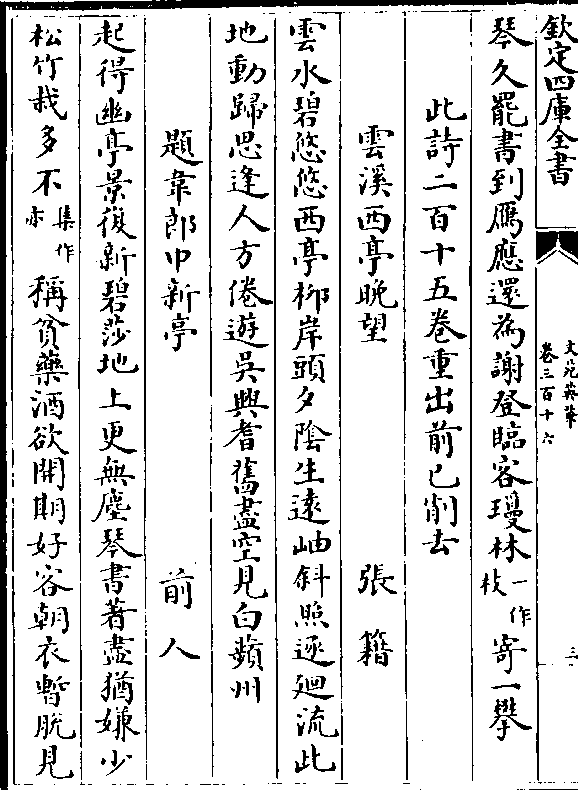 欽定四庫全書
文苑英華
卷三百十六
三
琴久罷書到鴈應還為謝登臨客瓊林一作枝寄一攀
此詩二百十五卷重出前已削去
雲溪西亭晚望 張籍
雲水碧悠悠西亭柳岸頭夕陰生遠岫斜照逐廻流此
地動歸思逢人方倦遊吳興耆舊盡空見白蘋州
題韋郎中新亭 前人
起得幽亭景復新碧莎地上更無塵琴書著盡猶嫌少
松竹栽多不集作亦稱貧藥酒欲開期好客朝衣暫脫見